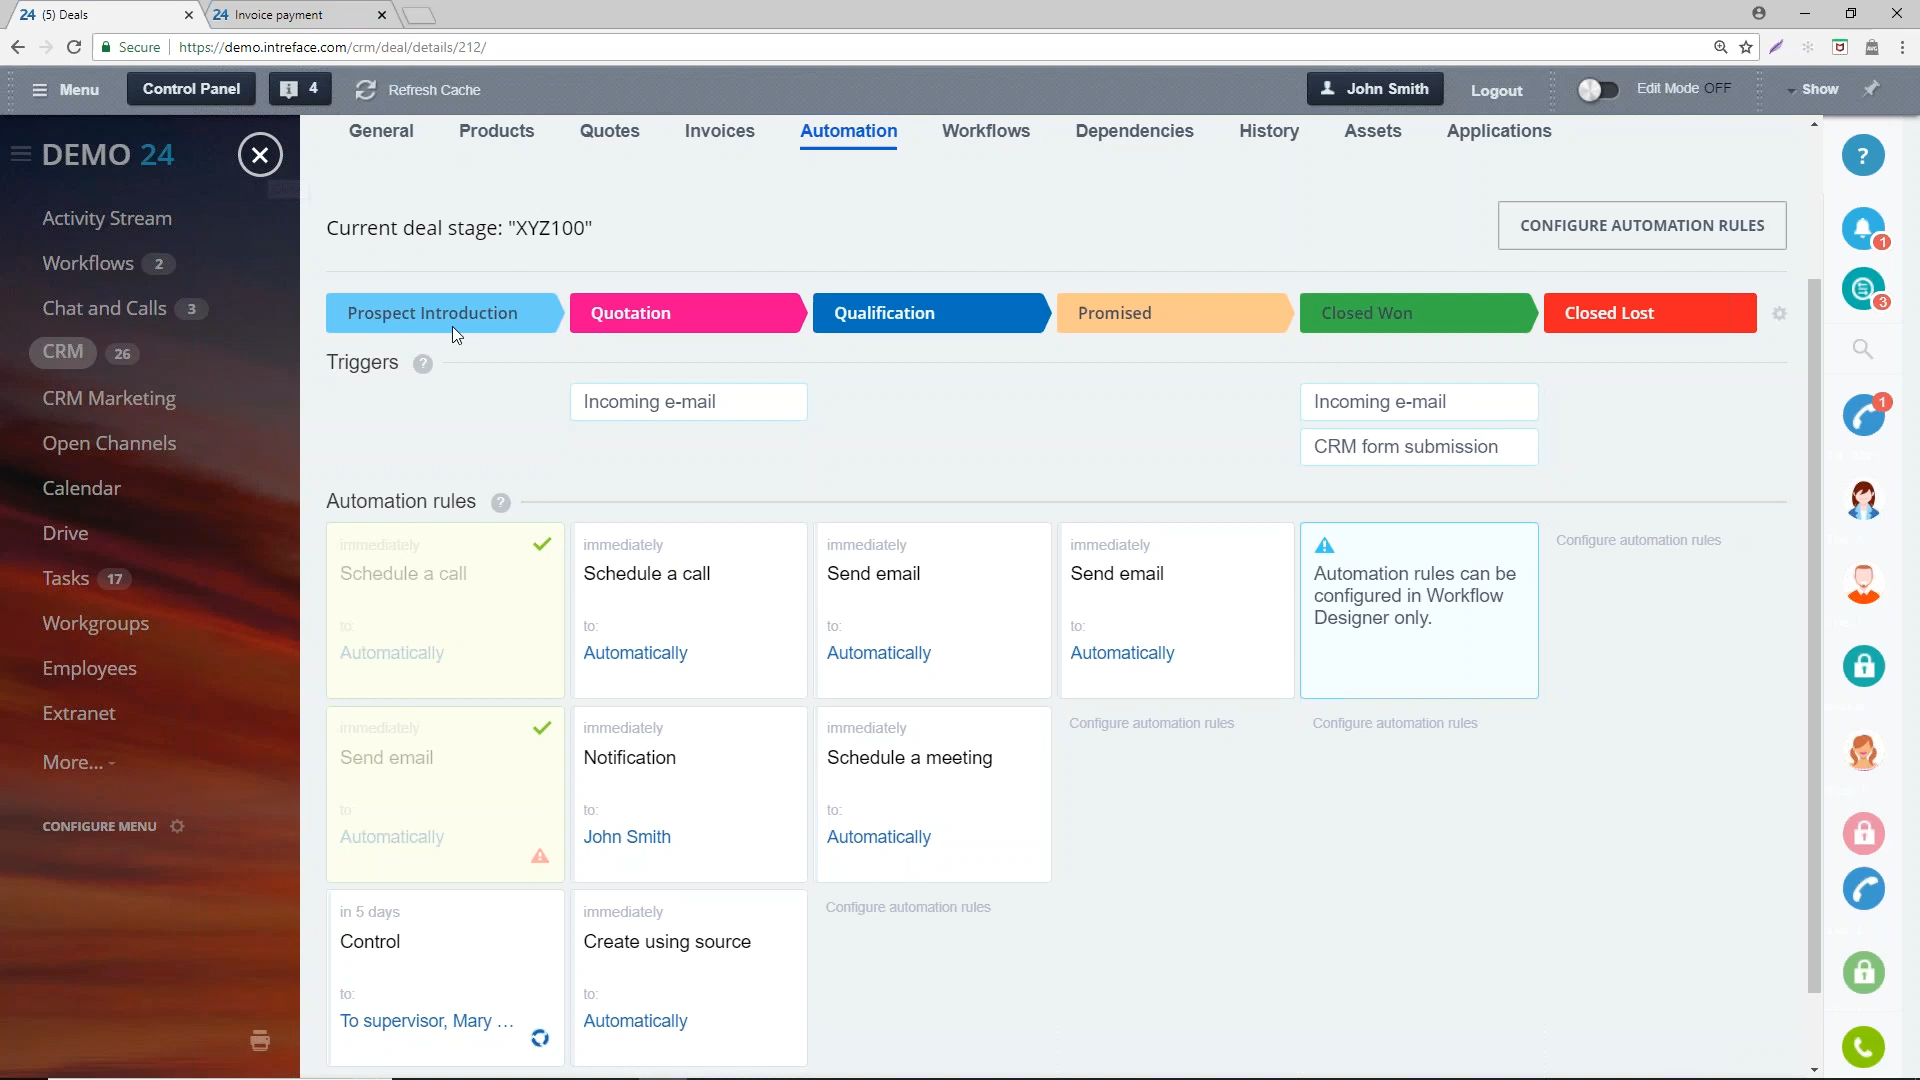 24 (5) Deals
24 Invoice payment
Secure https://demo.intreface.com/crm/deal/details/212/
Menu
Control Panel
4
Refresh Cache
John Smith
Logout
Edit Mode OFF
Show
DEMO 24
Activity Stream
Workflows 2
Chat and Calls 3
CRM 26
CRM Marketing
Open Channels
Calendar
Drive
Tasks 17
Workgroups
Employees
Extranet
More...
CONFIGURE MENU
General
Products
Quotes
Invoices
Automation
Workflows
Dependencies
History
Assets
Applications
Current deal stage: "XYZ100"
CONFIGURE AUTOMATION RULES
Prospect Introduction
Quotation
Qualification
Promised
Closed Won
Closed Lost
Triggers ?
Incoming e-mail
Incoming e-mail
CRM form submission
Automation rules ?
immediately
Schedule a call
to:
Automatically
immediately
Schedule a call
to:
Automatically
immediately
Send email
to:
Automatically
immediately
Send email
to:
Automatically
Automation rules can be
configured in Workflow
Designer only.
Configure automation rules
immediately
Send email
to:
Automatically
immediately
Notification
to:
John Smith
immediately
Schedule a meeting
to:
Automatically
Configure automation rules
Configure automation rules
in 5 days
Control
to:
To supervisor, Mary ...
immediately
Create using source
to:
Automatically
Configure automation rules
?
1
3
1